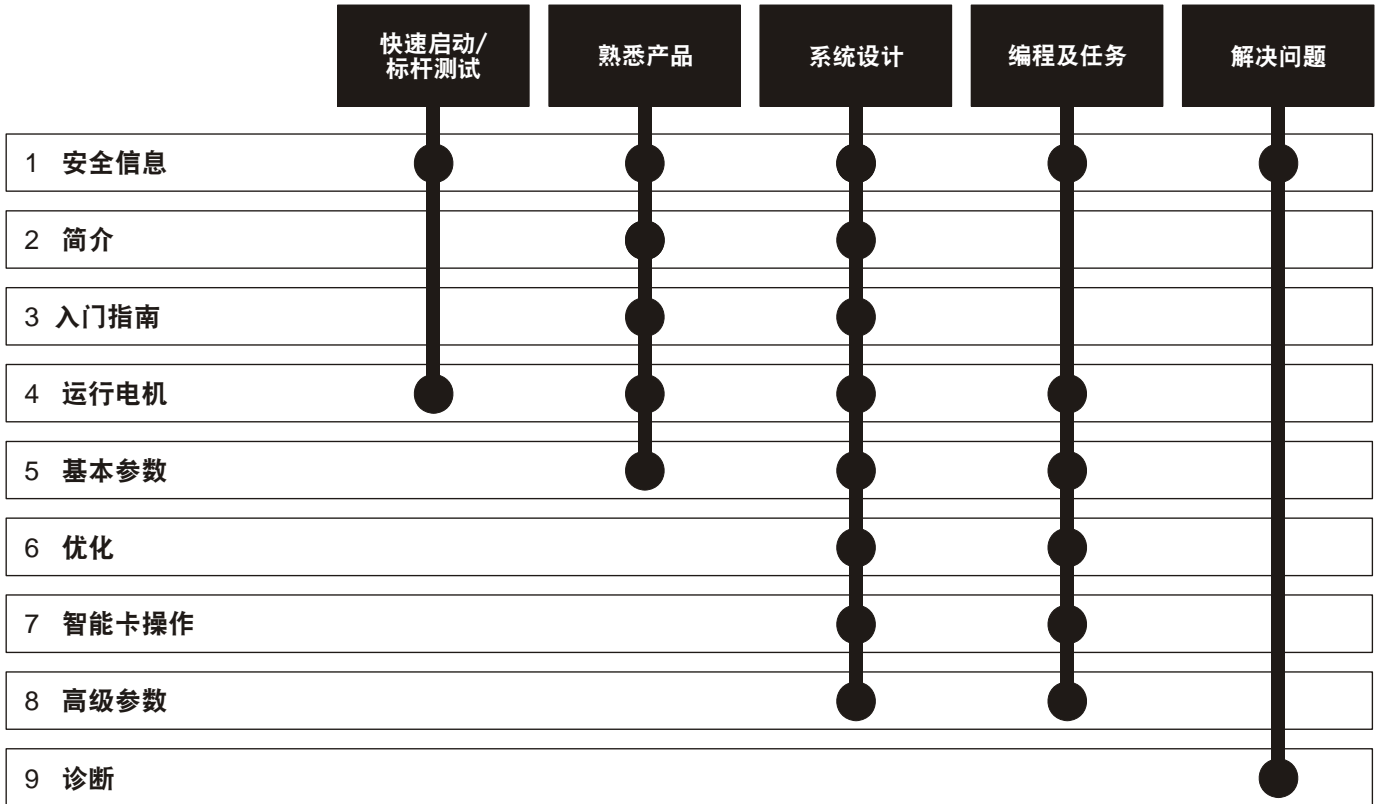 快速启动/
标杆测试
熟悉产品
系统设计
编程及任务
解决问题
1 安全信息
2 简介
3 入门指南
4 运行电机
5 基本参数
6 优化
7 智能卡操作
8 高级参数
9 诊断